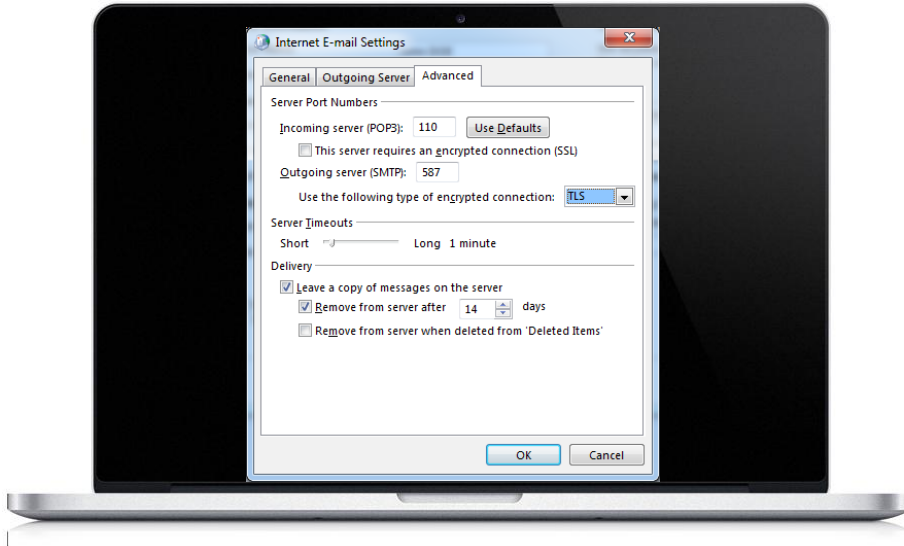 Internet E-mail Settings
X
General Outgoing Server Advanced
Server Port Numbers
Incoming server (POP3): 110 Use Defaults
This server requires an encrypted connection (SSL)
Outgoing server (SMTP): 587
Use the following type of encrypted connection: TLS
Server Timeouts
Short Long 1 minute
Delivery
Leave a copy of messages on the server
Remove from server after 14 days
Remove from server when deleted from 'Deleted Items'
OK Cancel